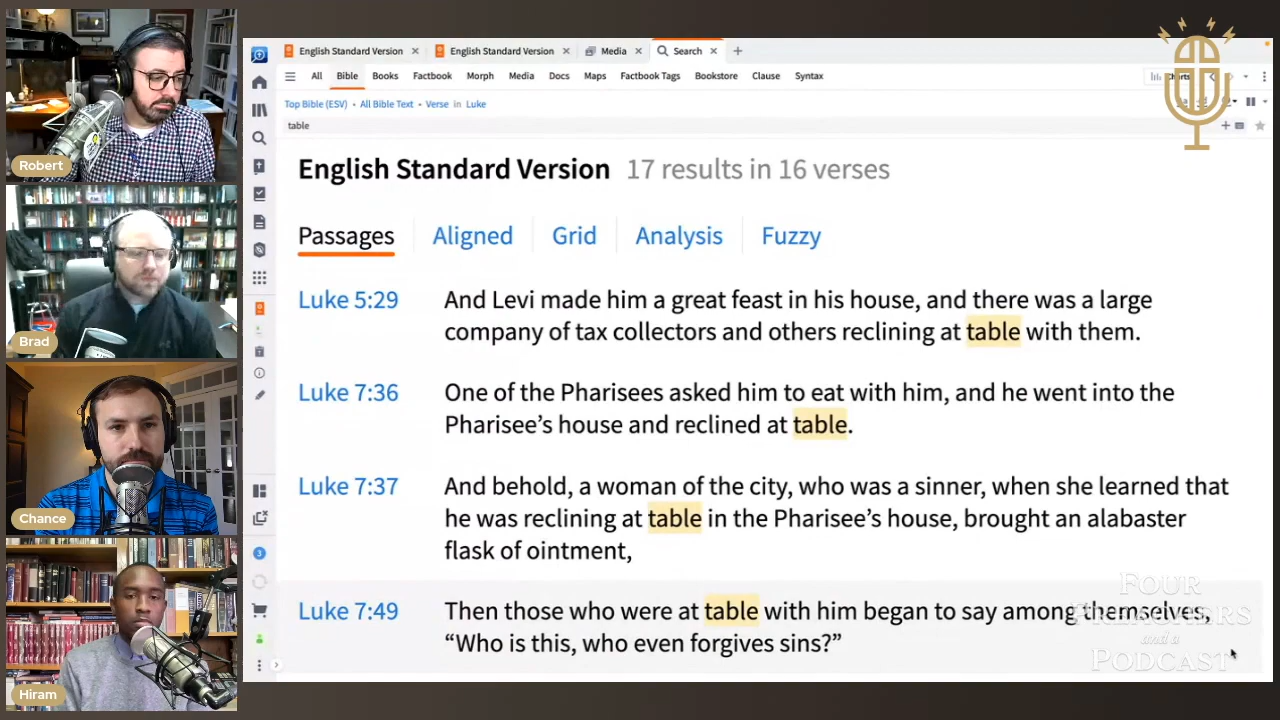 Robert
Brad
Chance
Hiram
English Standard Version
English Standard Version
Media
Search
All Bible Books Factbook Morph Media Docs Maps Factbook Tags Bookstore Clause Syntax
Top Bible (ESV) • All Bible Text • Verse in Luke
table
English Standard Version 17 results in 16 verses
Passages Aligned Grid Analysis Fuzzy
Luke 5:29 And Levi made him a great feast in his house, and there was a large
company of tax collectors and others reclining at table with them.
Luke 7:36 One of the Pharisees asked him to eat with him, and he went into the
Pharisee’s house and reclined at table.
Luke 7:37 And behold, a woman of the city, who was a sinner, when she learned that
he was reclining at table in the Pharisee’s house, brought an alabaster
flask of ointment,
Luke 7:49 Then those who were at table with him began to say among themselves,
“Who is this, who even forgives sins?”
3
Four
Preachers
and a
Podcast